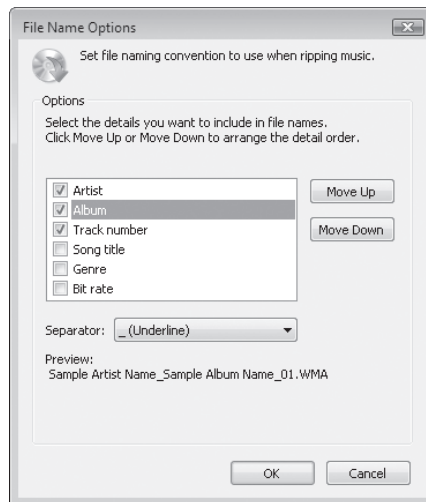 File Name Options
Set file naming convention to use when ripping music.
Options
Select the details you want to include in file names.
Click Move Up or Move Down to arrange the detail order.
Artist
Album
Track number
Song title
Genre
Bit rate
Move Up
Move Down
Separator: _ (Underline)
Preview:
Sample Artist Name_Sample Album Name_01.WMA
OK
Cancel